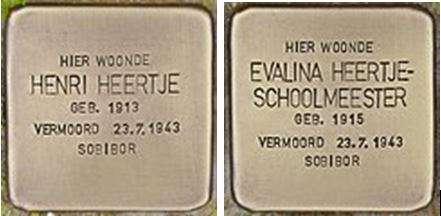 HIER WOONDE
HENRI HEERTJE
GEB. 1913
VERMOORD 23.7.1943
SOBIBOR
HIER WOONDE
EVALINA HEERTJE-
SCHOOLMEESTER
GEB. 1915
VERMOORD 23.7.1943
SOBIBOR